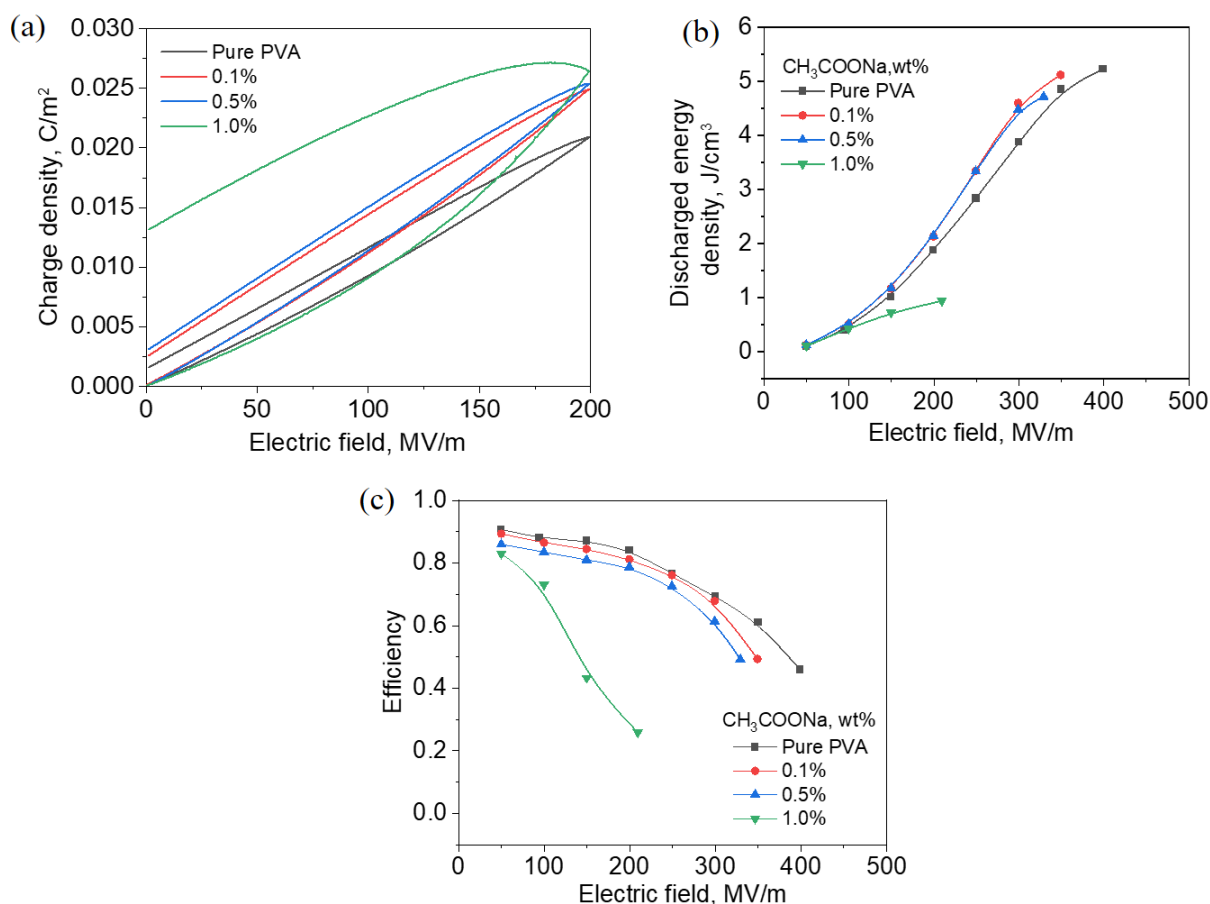 (a)
0.030
0.025
0.020
0.015
0.010
0.005
0.000
Charge density, C/m²
Pure PVA
0.1%
0.5%
1.0%
0 50 100 150 200
Electric field, MV/m
(b)
6
5
4
3
2
1
0
Discharged energy
density, J/cm³
CH₃COONa,wt%
Pure PVA
0.1%
0.5%
1.0%
0 100 200 300 400 500
Electric field, MV/m
(c)
1.0
0.8
0.6
0.4
0.2
0.0
Efficiency
CH₃COONa, wt%
Pure PVA
0.1%
0.5%
1.0%
0 100 200 300 400 500
Electric field, MV/m